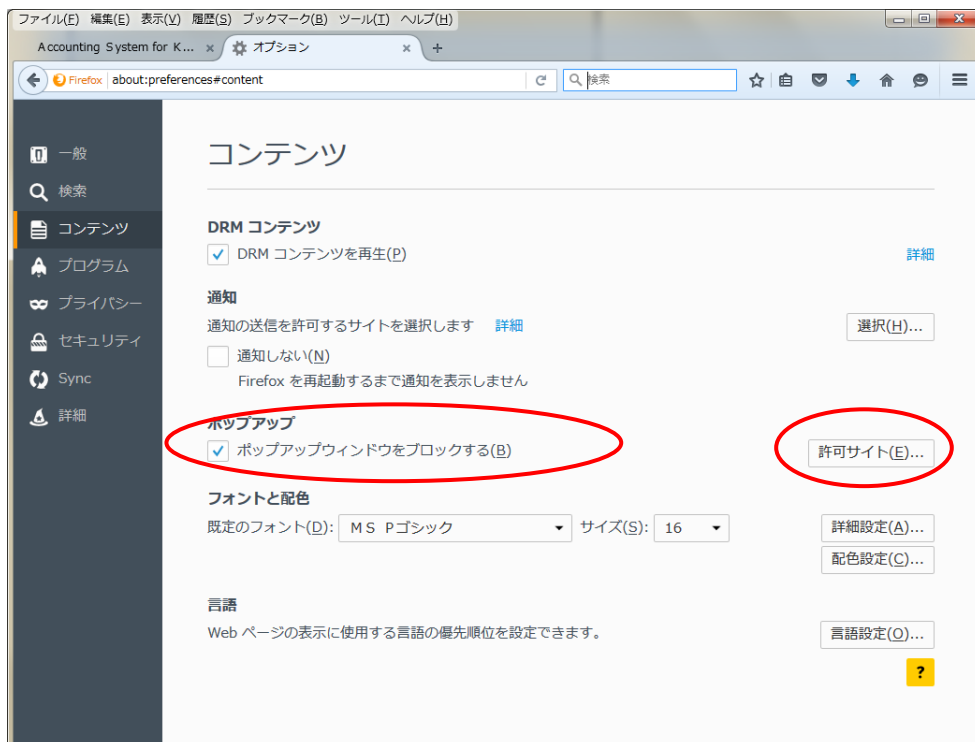 ファイル(F) 編集(E) 表示(V) 履歴(S) ブックマーク(B) ツール(T) ヘルプ(H)
Accounting System for K... × オプション × +
Firefox about:preferences#content 検索
一般
検索
コンテンツ
プログラム
プライバシー
セキュリティ
Sync
詳細
コンテンツ
DRM コンテンツ
DRM コンテンツを再生(P) 詳細
通知
通知の送信を許可するサイトを選択します 詳細 選択(H)...
通知しない(N)
Firefox を再起動するまで通知を表示しません
ポップアップ
ポップアップウィンドウをブロックする(B) 許可サイト(E)...
フォントと配色
既定のフォント(D): ＭＳ Ｐゴシック サイズ(S): 16 詳細設定(A)...
配色設定(C)...
言語
Web ページの表示に使用する言語の優先順位を設定できます。 言語設定(O)...
?